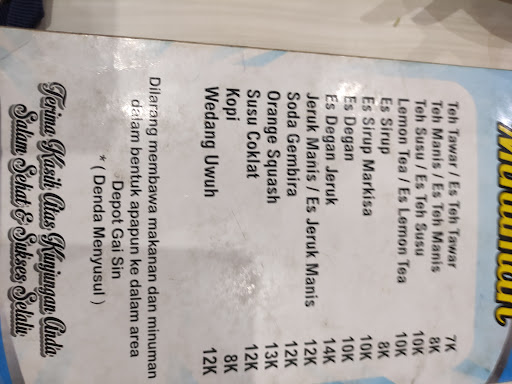 Teh Tawar / Es Teh Tawar 7K
Teh Manis / Es Teh Manis 8K
Teh Susu / Es Teh Susu 10K
Lemon Tea / Es Lemon Tea 10K
Es Sirup 8K
Es Sirup Markisa 10K
Es Degan 10K
Es Degan Jeruk 14K
Jeruk Manis / Es Jeruk Manis 12K
Soda Gembira 12K
Orange Squash 13K
Susu Coklat 12K
Kopi 8K
Wedang Uwuh 12K
Dilarang membawa makanan dan minuman
dalam bentuk apapun ke dalam area
Depot Gai Sin
* ( Denda Menyusul )
Terima Kasih Atas Kunjungan Anda
Salam Sehat & Sukses Selalu